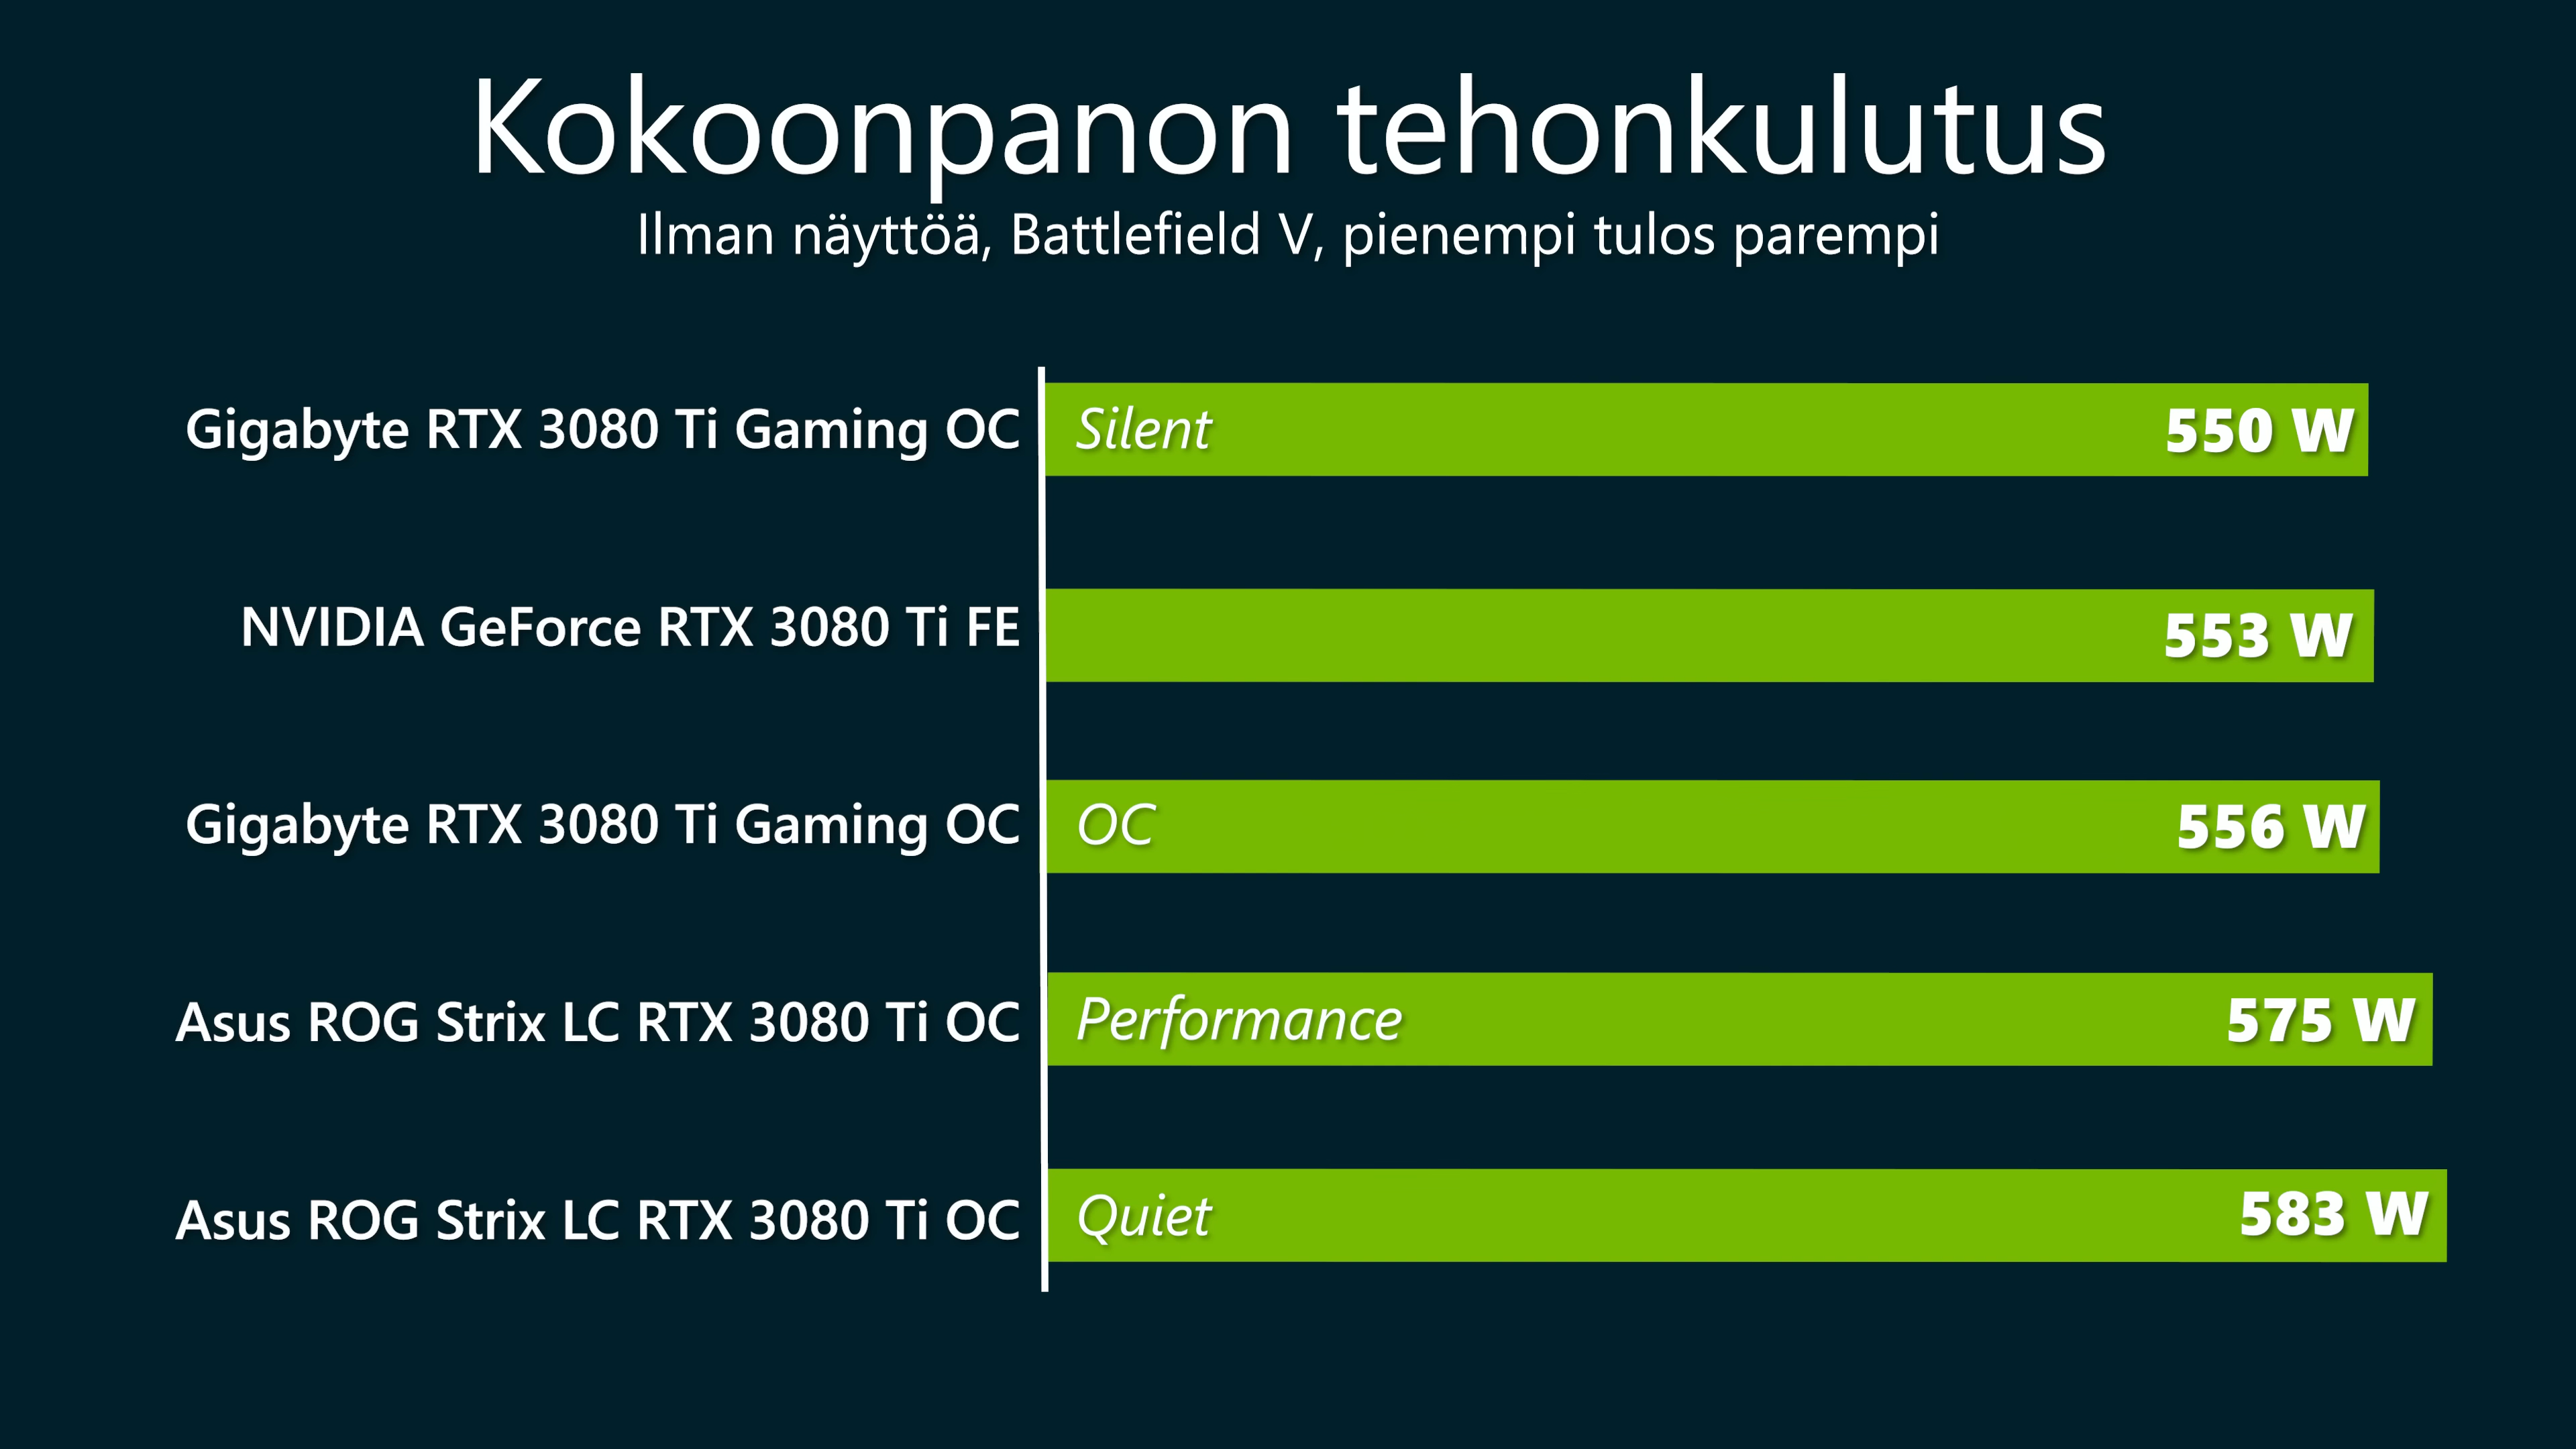 Kokoonpanon tehonkulutus
Ilman näyttöä, Battlefield V, pienempi tulos parempi
Gigabyte RTX 3080 Ti Gaming OC Silent 550 W
NVIDIA GeForce RTX 3080 Ti FE 553 W
Gigabyte RTX 3080 Ti Gaming OC OC 556 W
Asus ROG Strix LC RTX 3080 Ti OC Performance 575 W
Asus ROG Strix LC RTX 3080 Ti OC Quiet 583 W